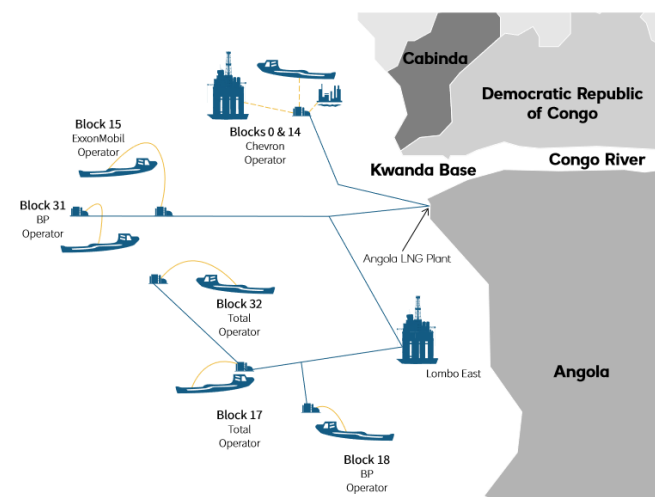 Cabinda
Democratic Republic
of Congo
Blocks 0 & 14
Chevron
Operator
Block 15
ExxonMobil
Operator
Congo River
Kwanda Base
Block 31
BP
Operator
Angola LNG Plant
Block 32
Total
Operator
Lombo East
Angola
Block 17
Total
Operator
Block 18
BP
Operator